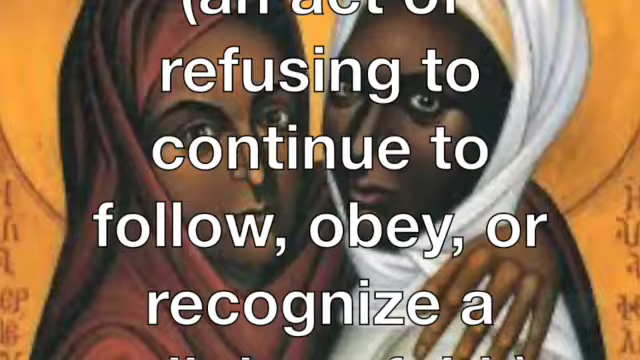 (an act of
refusing to
continue to
follow, obey, or
recognize a